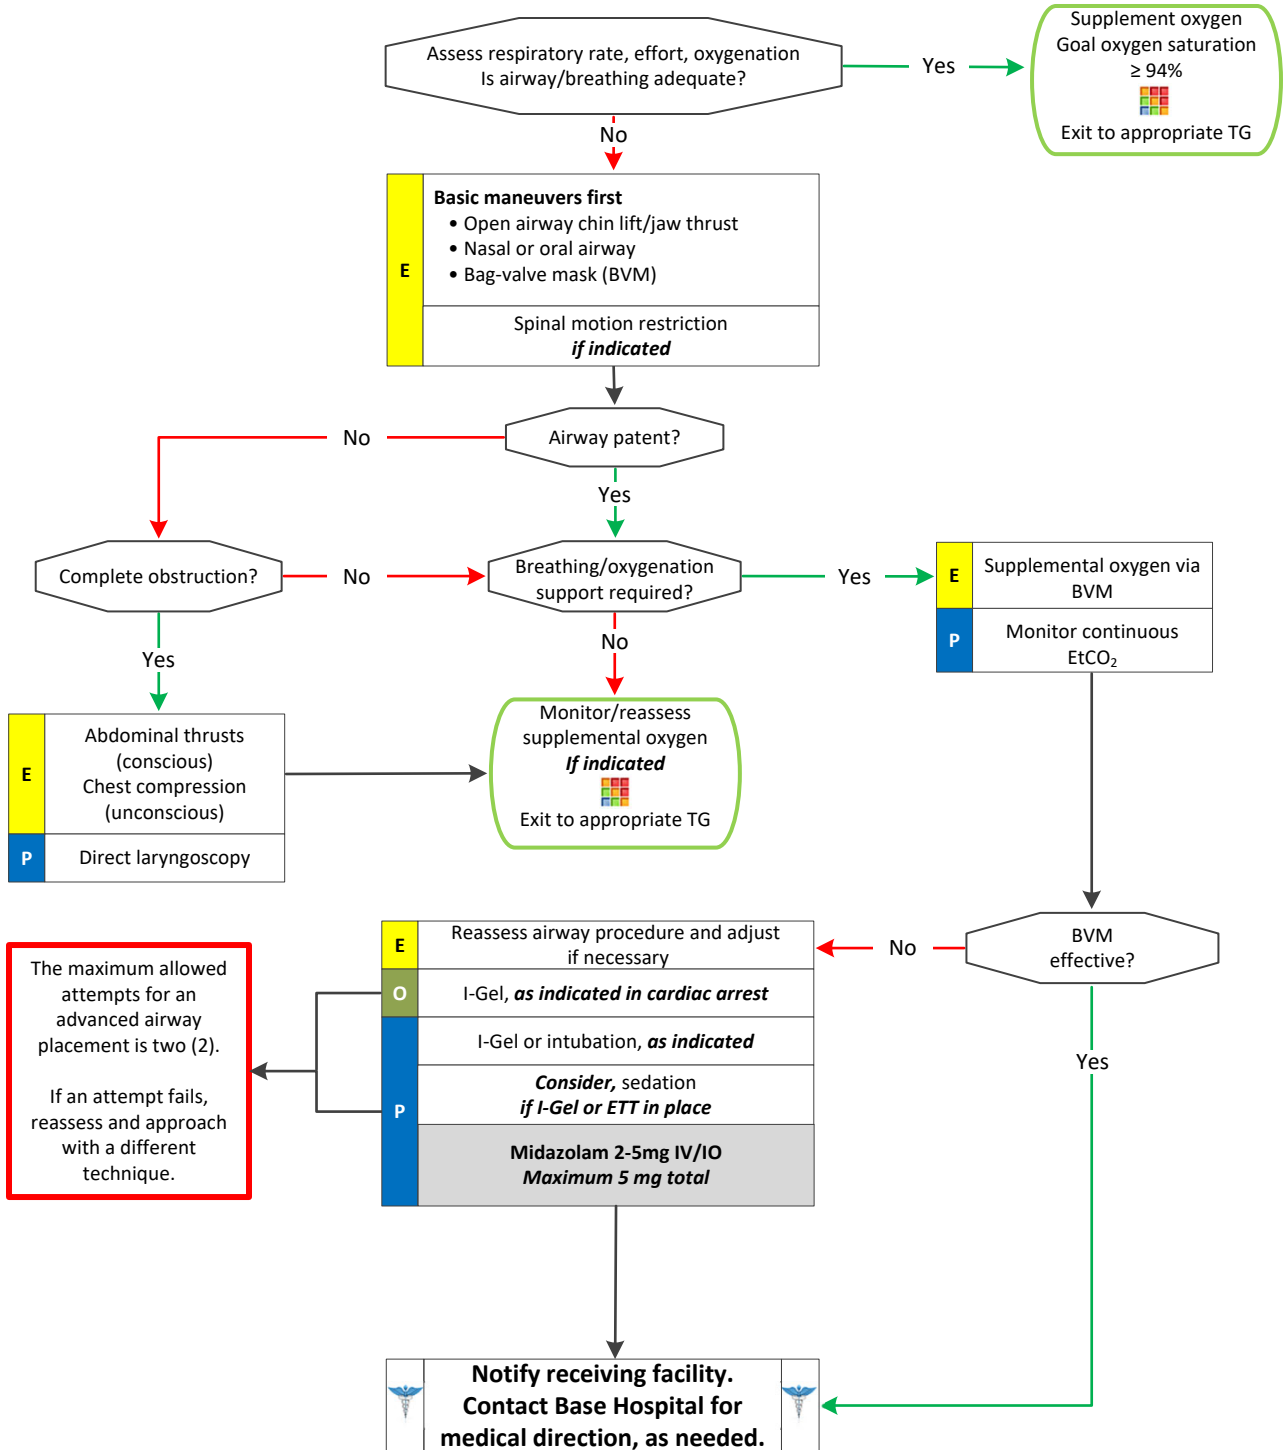 Assess respiratory rate, effort, oxygenation
Is airway/breathing adequate?
Yes
Supplement oxygen
Goal oxygen saturation
≥ 94%
Exit to appropriate TG
No
E
Basic maneuvers first
• Open airway chin lift/jaw thrust
• Nasal or oral airway
• Bag-valve mask (BVM)
Spinal motion restriction
if indicated
Airway patent?
No
Yes
Complete obstruction?
No
Breathing/oxygenation
support required?
Yes
E
Supplemental oxygen via
BVM
P
Monitor continuous
EtCO₂
Yes
No
E
Abdominal thrusts
(conscious)
Chest compression
(unconscious)
P
Direct laryngoscopy
Monitor/reassess
supplemental oxygen
If indicated
Exit to appropriate TG
BVM
effective?
No
Yes
E
Reassess airway procedure and adjust
if necessary
O
I-Gel, as indicated in cardiac arrest
P
I-Gel or intubation, as indicated
Consider, sedation
if I-Gel or ETT in place
Midazolam 2-5mg IV/IO
Maximum 5 mg total
The maximum allowed
attempts for an
advanced airway
placement is two (2).
If an attempt fails,
reassess and approach
with a different
technique.
Notify receiving facility.
Contact Base Hospital for
medical direction, as needed.